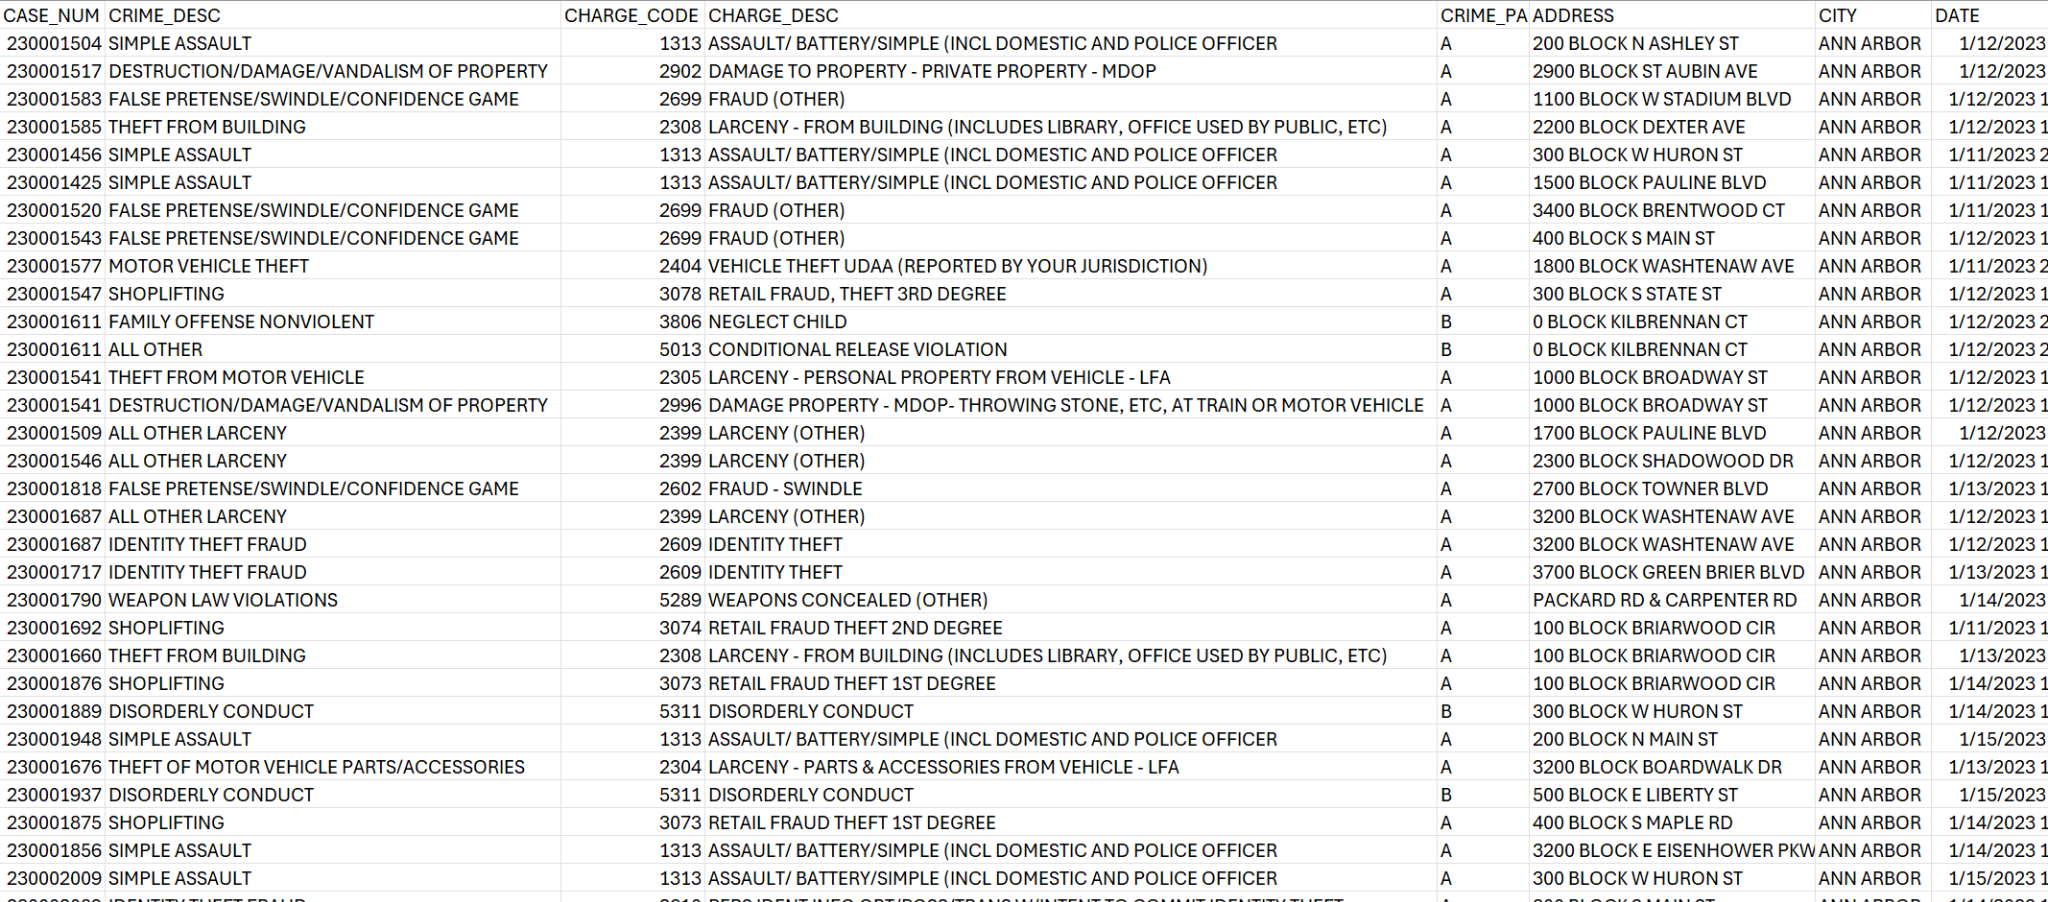 CASE_NUM CRIME_DESC CHARGE_CODE CHARGE_DESC CRIME_PA ADDRESS CITY DATE
230001504 SIMPLE ASSAULT 1313 ASSAULT/ BATTERY/SIMPLE (INCL DOMESTIC AND POLICE OFFICER A 200 BLOCK N ASHLEY ST ANN ARBOR 1/12/2023
230001517 DESTRUCTION/DAMAGE/VANDALISM OF PROPERTY 2902 DAMAGE TO PROPERTY - PRIVATE PROPERTY - MDOP A 2900 BLOCK ST AUBIN AVE ANN ARBOR 1/12/2023
230001583 FALSE PRETENSE/SWINDLE/CONFIDENCE GAME 2699 FRAUD (OTHER) A 1100 BLOCK W STADIUM BLVD ANN ARBOR 1/12/2023 1
230001585 THEFT FROM BUILDING 2308 LARCENY - FROM BUILDING (INCLUDES LIBRARY, OFFICE USED BY PUBLIC, ETC) A 2200 BLOCK DEXTER AVE ANN ARBOR 1/12/2023 1
230001456 SIMPLE ASSAULT 1313 ASSAULT/ BATTERY/SIMPLE (INCL DOMESTIC AND POLICE OFFICER A 300 BLOCK W HURON ST ANN ARBOR 1/11/2023 2
230001425 SIMPLE ASSAULT 1313 ASSAULT/ BATTERY/SIMPLE (INCL DOMESTIC AND POLICE OFFICER A 1500 BLOCK PAULINE BLVD ANN ARBOR 1/11/2023 1
230001520 FALSE PRETENSE/SWINDLE/CONFIDENCE GAME 2699 FRAUD (OTHER) A 3400 BLOCK BRENTWOOD CT ANN ARBOR 1/11/2023 1
230001543 FALSE PRETENSE/SWINDLE/CONFIDENCE GAME 2699 FRAUD (OTHER) A 400 BLOCK S MAIN ST ANN ARBOR 1/12/2023 1
230001577 MOTOR VEHICLE THEFT 2404 VEHICLE THEFT UDAA (REPORTED BY YOUR JURISDICTION) A 1800 BLOCK WASHTENAW AVE ANN ARBOR 1/11/2023 2
230001547 SHOPLIFTING 3078 RETAIL FRAUD, THEFT 3RD DEGREE A 300 BLOCK S STATE ST ANN ARBOR 1/12/2023 1
230001611 FAMILY OFFENSE NONVIOLENT 3806 NEGLECT CHILD B 0 BLOCK KILBRENNAN CT ANN ARBOR 1/12/2023 2
230001611 ALL OTHER 5013 CONDITIONAL RELEASE VIOLATION B 0 BLOCK KILBRENNAN CT ANN ARBOR 1/12/2023 2
230001541 THEFT FROM MOTOR VEHICLE 2305 LARCENY - PERSONAL PROPERTY FROM VEHICLE - LFA A 1000 BLOCK BROADWAY ST ANN ARBOR 1/12/2023 1
230001541 DESTRUCTION/DAMAGE/VANDALISM OF PROPERTY 2996 DAMAGE PROPERTY - MDOP- THROWING STONE, ETC, AT TRAIN OR MOTOR VEHICLE A 1000 BLOCK BROADWAY ST ANN ARBOR 1/12/2023 1
230001509 ALL OTHER LARCENY 2399 LARCENY (OTHER) A 1700 BLOCK PAULINE BLVD ANN ARBOR 1/12/2023
230001546 ALL OTHER LARCENY 2399 LARCENY (OTHER) A 2300 BLOCK SHADOWOOD DR ANN ARBOR 1/12/2023 1
230001818 FALSE PRETENSE/SWINDLE/CONFIDENCE GAME 2602 FRAUD - SWINDLE A 2700 BLOCK TOWNER BLVD ANN ARBOR 1/13/2023 1
230001687 ALL OTHER LARCENY 2399 LARCENY (OTHER) A 3200 BLOCK WASHTENAW AVE ANN ARBOR 1/12/2023 1
230001687 IDENTITY THEFT FRAUD 2609 IDENTITY THEFT A 3200 BLOCK WASHTENAW AVE ANN ARBOR 1/12/2023 1
230001717 IDENTITY THEFT FRAUD 2609 IDENTITY THEFT A 3700 BLOCK GREEN BRIER BLVD ANN ARBOR 1/13/2023 1
230001790 WEAPON LAW VIOLATIONS 5289 WEAPONS CONCEALED (OTHER) A PACKARD RD & CARPENTER RD ANN ARBOR 1/14/2023
230001692 SHOPLIFTING 3074 RETAIL FRAUD THEFT 2ND DEGREE A 100 BLOCK BRIARWOOD CIR ANN ARBOR 1/11/2023 1
230001660 THEFT FROM BUILDING 2308 LARCENY - FROM BUILDING (INCLUDES LIBRARY, OFFICE USED BY PUBLIC, ETC) A 100 BLOCK BRIARWOOD CIR ANN ARBOR 1/13/2023
230001876 SHOPLIFTING 3073 RETAIL FRAUD THEFT 1ST DEGREE A 100 BLOCK BRIARWOOD CIR ANN ARBOR 1/14/2023 1
230001889 DISORDERLY CONDUCT 5311 DISORDERLY CONDUCT B 300 BLOCK W HURON ST ANN ARBOR 1/14/2023 1
230001948 SIMPLE ASSAULT 1313 ASSAULT/ BATTERY/SIMPLE (INCL DOMESTIC AND POLICE OFFICER A 200 BLOCK N MAIN ST ANN ARBOR 1/15/2023
230001676 THEFT OF MOTOR VEHICLE PARTS/ACCESSORIES 2304 LARCENY - PARTS & ACCESSORIES FROM VEHICLE - LFA A 3200 BLOCK BOARDWALK DR ANN ARBOR 1/13/2023 1
230001937 DISORDERLY CONDUCT 5311 DISORDERLY CONDUCT B 500 BLOCK E LIBERTY ST ANN ARBOR 1/15/2023
230001875 SHOPLIFTING 3073 RETAIL FRAUD THEFT 1ST DEGREE A 400 BLOCK S MAPLE RD ANN ARBOR 1/14/2023 1
230001856 SIMPLE ASSAULT 1313 ASSAULT/ BATTERY/SIMPLE (INCL DOMESTIC AND POLICE OFFICER A 3200 BLOCK E EISENHOWER PKW ANN ARBOR 1/14/2023 1
230002009 SIMPLE ASSAULT 1313 ASSAULT/ BATTERY/SIMPLE (INCL DOMESTIC AND POLICE OFFICER A 300 BLOCK W HURON ST ANN ARBOR 1/15/2023 1